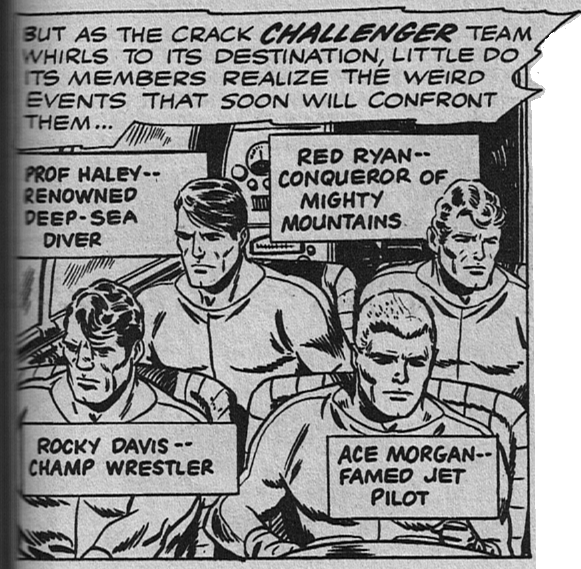 BUT AS THE CRACK CHALLENGER TEAM
WHIRLS TO ITS DESTINATION, LITTLE DO
ITS MEMBERS REALIZE THE WEIRD
EVENTS THAT SOON WILL CONFRONT
THEM...
PROF HALEY--
RENOWNED
DEEP-SEA
DIVER
RED RYAN--
CONQUEROR OF
MIGHTY
MOUNTAINS
ROCKY DAVIS--
CHAMP WRESTLER
ACE MORGAN--
FAMED JET
PILOT